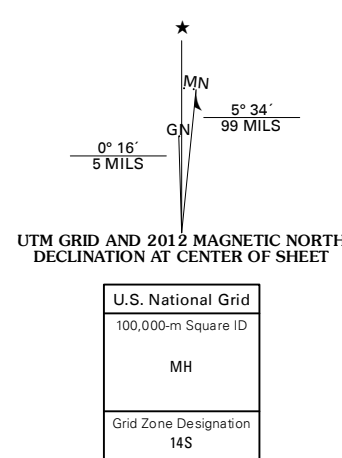 MN
5° 34´
99 MILS
GN
0° 16´
5 MILS
UTM GRID AND 2012 MAGNETIC NORTH
DECLINATION AT CENTER OF SHEET
U.S. National Grid
100,000-m Square ID
MH
Grid Zone Designation
14S